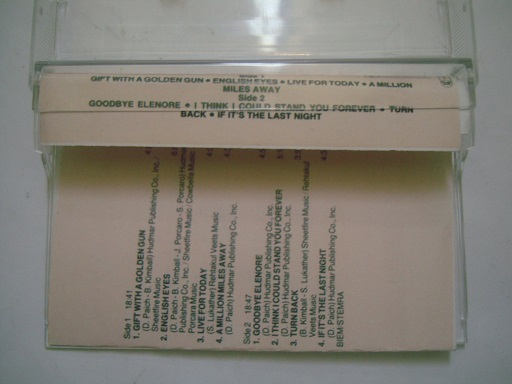 GIFT WITH A GOLDEN GUN • ENGLISH EYES • LIVE FOR TODAY • A MILLION
MILES AWAY
Side 2
GOODBYE ELENORE • I THINK I COULD STAND YOU FOREVER • TURN
BACK • IF IT'S THE LAST NIGHT
Side 1 18:41
1. GIFT WITH A GOLDEN GUN
(D. Paich - B. Kimball) Hudmar Publishing Co., Inc. /
Sheetfire Music
2. ENGLISH EYES
(D. Paich - B. Kimball - J. Porcaro - S. Porcaro) Hudmar
Publishing Co., Inc. / Sheetfire Music / Cowbella Music /
Porcara Music
3. LIVE FOR TODAY
(S. Lukather) Rehtakul Veets Music
4. A MILLION MILES AWAY
(D. Paich) Hudmar Publishing Co., Inc.
Side 2 18:47
1. GOODBYE ELENORE
(D. Paich) Hudmar Publishing Co., Inc.
2. I THINK I COULD STAND YOU FOREVER
(D. Paich) Hudmar Publishing Co., Inc.
3. TURN BACK
(B. Kimball - S. Lukather) Sheetfire Music / Rehtakul
Veets Music
4. IF IT'S THE LAST NIGHT
(D. Paich) Hudmar Publishing Co., Inc.
BIEM/STEMRA